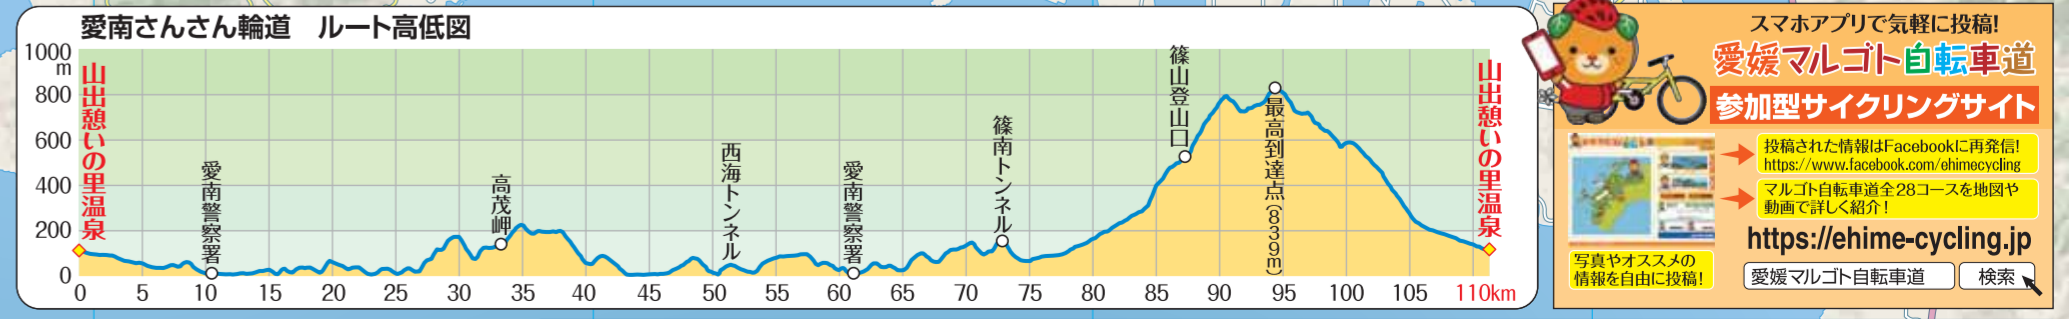 愛南さんさん輪道　ルート高低図
1000
m
800
600
400
200
0
山出憩いの里温泉
愛南警察署
高茂岬
西海トンネル
愛南警察署
篠南トンネル
篠山登山口
最高到達点(839m)
山出憩いの里温泉
0 5 10 15 20 25 30 35 40 45 50 55 60 65 70 75 80 85 90 95 100 105 110km
スマホアプリで気軽に投稿!
愛媛マルゴト自転車道
参加型サイクリングサイト
投稿された情報はFacebookに再発信!
https://www.facebook.com/ehimecycling
マルゴト自転車道全28コースを地図や
動画で詳しく紹介!
https://ehime-cycling.jp
写真やオススメの
情報を自由に投稿!
愛媛マルゴト自転車道 検索